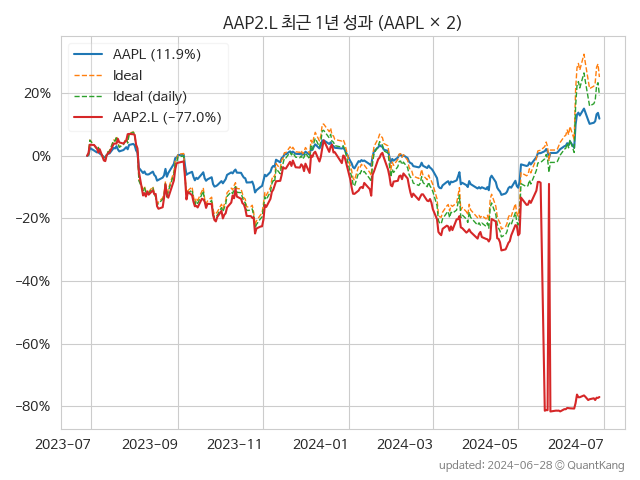 AAP2.L 최근 1년 성과 (AAPL × 2)
AAPL (11.9%)
Ideal
Ideal (daily)
AAP2.L (−77.0%)
20%
0%
−20%
−40%
−60%
−80%
2023-07 2023-09 2023-11 2024-01 2024-03 2024-05 2024-07
updated: 2024-06-28 © QuantKang